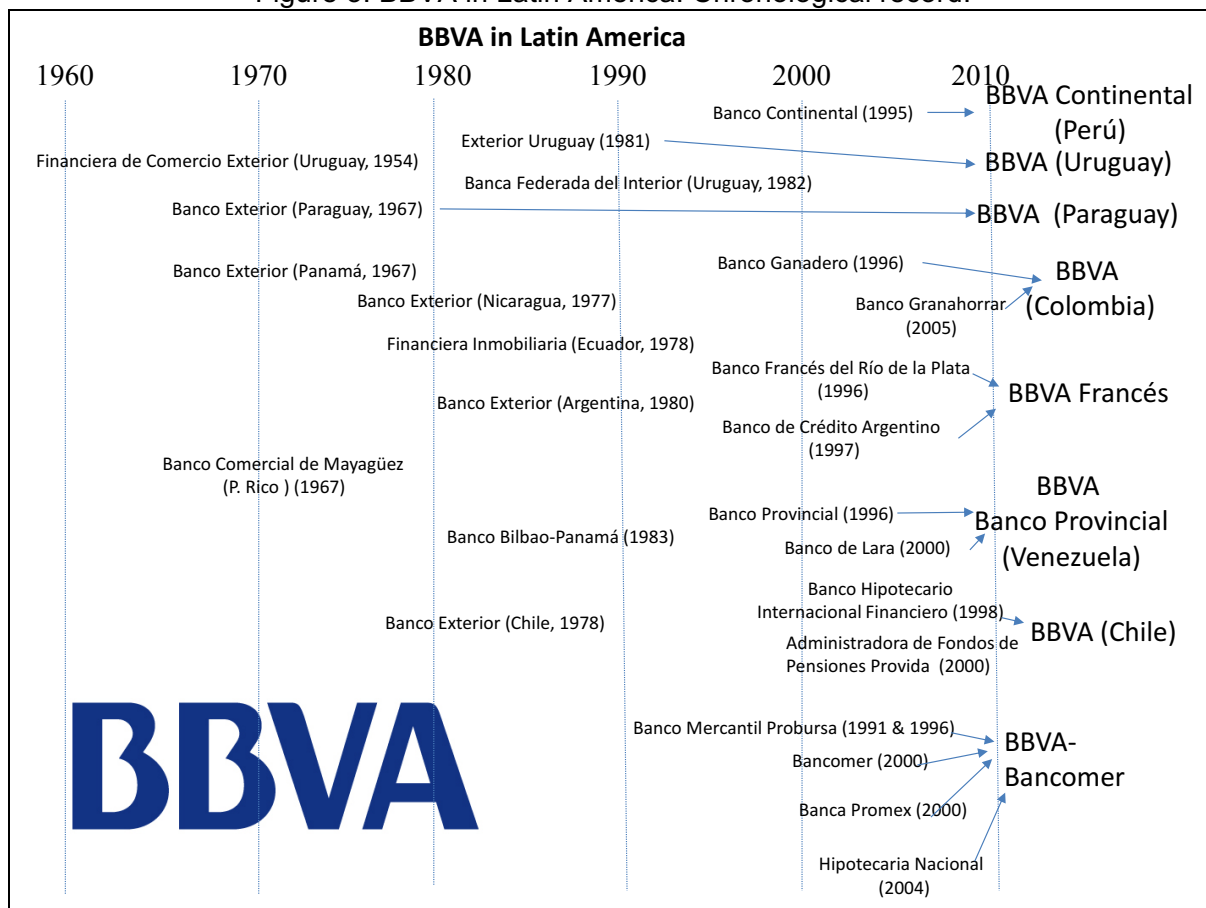 BBVA in Latin America
1960
1970
1980
1990
2000
2010
Banco Continental (1995)
BBVA Continental
(Perú)
Exterior Uruguay (1981)
Financiera de Comercio Exterior (Uruguay, 1954)
BBVA (Uruguay)
Banca Federada del Interior (Uruguay, 1982)
Banco Exterior (Paraguay, 1967)
BBVA (Paraguay)
Banco Exterior (Panamá, 1967)
Banco Ganadero (1996)
BBVA
(Colombia)
Banco Exterior (Nicaragua, 1977)
Banco Granahorrar
(2005)
Financiera Inmobiliaria (Ecuador, 1978)
Banco Francés del Río de la Plata
(1996)
BBVA Francés
Banco Exterior (Argentina, 1980)
Banco de Crédito Argentino
(1997)
Banco Comercial de Mayagüez
(P. Rico ) (1967)
BBVA
Banco Provincial
(Venezuela)
Banco Provincial (1996)
Banco Bilbao-Panamá (1983)
Banco de Lara (2000)
Banco Hipotecario
Internacional Financiero (1998)
Banco Exterior (Chile, 1978)
BBVA (Chile)
Administradora de Fondos de
Pensiones Provida (2000)
BBVA
Banco Mercantil Probursa (1991 & 1996)
BBVA-
Bancomer
Bancomer (2000)
Banca Promex (2000)
Hipotecaria Nacional
(2004)